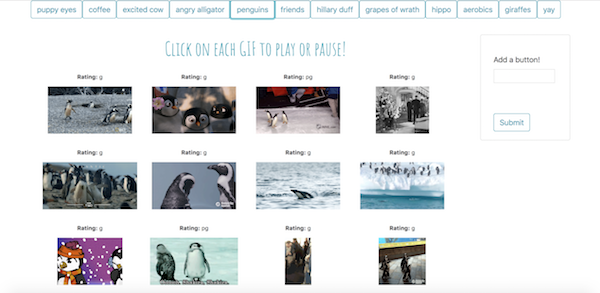 puppy eyes coffee excited cow angry alligator penguins friends hillary duff grapes of wrath hippo aerobics giraffes yay
Click on each GIF to play or pause!
Add a button!
Submit
Rating: g Rating: g Rating: pg Rating: g
Rating: g Rating: g Rating: g Rating: g
Rating: g Rating: pg Rating: g Rating: g